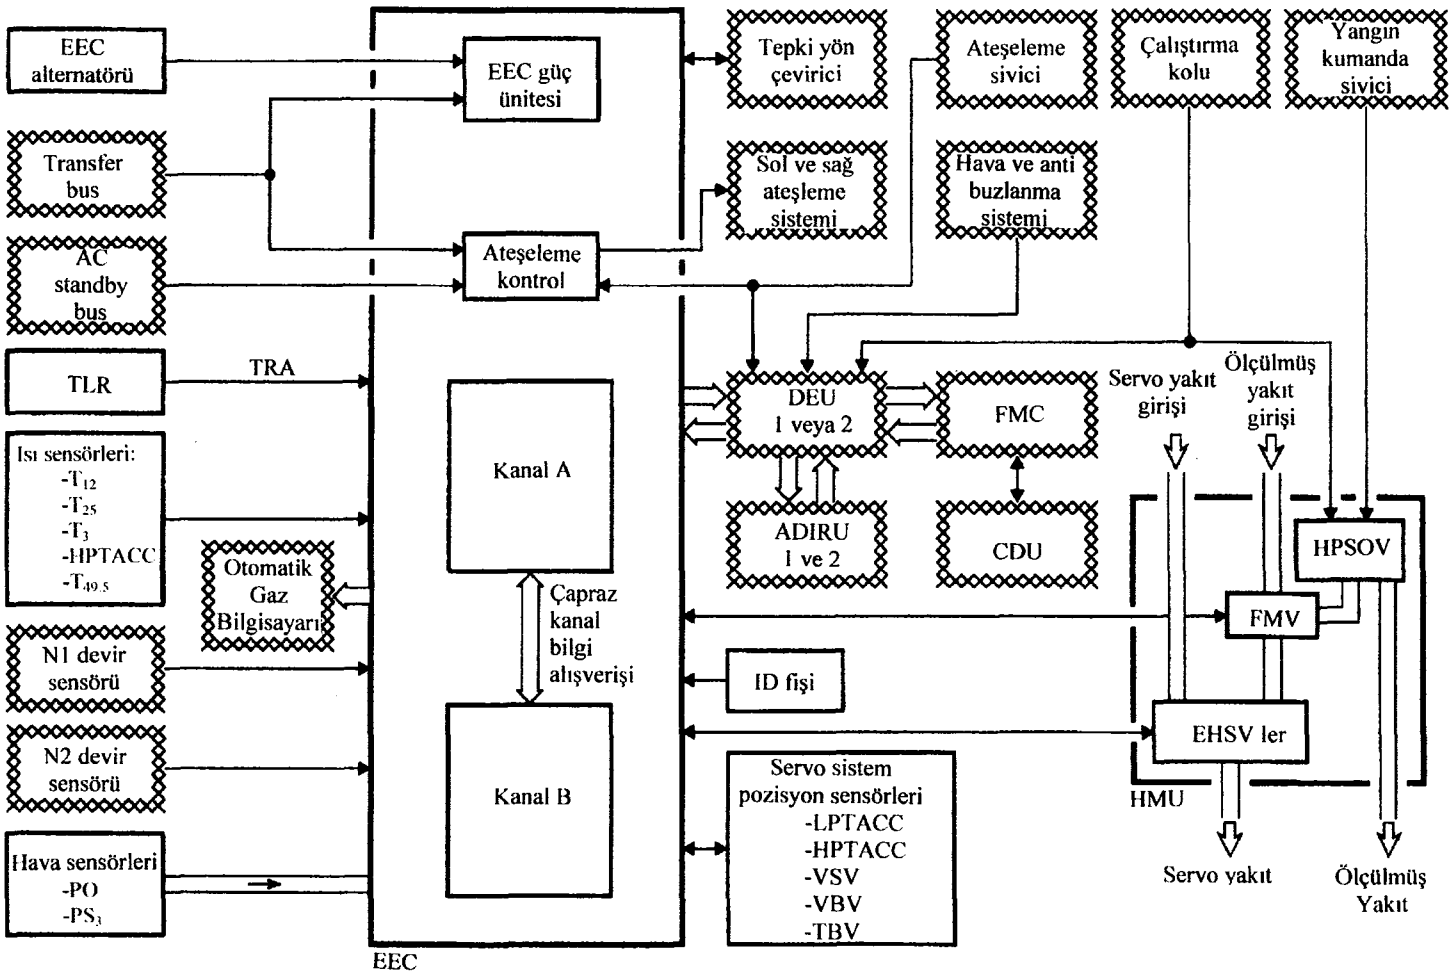 EEC
alternatörü
EEC güç
ünitesi
Tepki yön
çevirici
Ateşeleme
sivici
Çalıştırma
kolu
Yangın
kumanda
sivici
Transfer
bus
Sol ve sağ
ateşleme
sistemi
Hava ve anti
buzlanma
sistemi
AC
standby
bus
Ateşeleme
kontrol
TLR
TRA
Isı sensörleri:
-T12
-T25
-T3
-HPTACC
-T49.5
Kanal A
DEU
1 veya 2
FMC
Servo yakıt
girişi
Ölçülmüş
yakıt
girişi
ADIRU
1 ve 2
CDU
HPSOV
Otomatik
Gaz
Bilgisayarı
Çapraz
kanal
bilgi
alışverişi
FMV
N1 devir
sensörü
ID fişi
N2 devir
sensörü
EHSV ler
Kanal B
Servo sistem
pozisyon sensörleri
-LPTACC
-HPTACC
-VSV
-VBV
-TBV
HMU
Hava sensörleri
-PO
-PS3
Servo yakıt
Ölçülmüş
Yakıt
EEC